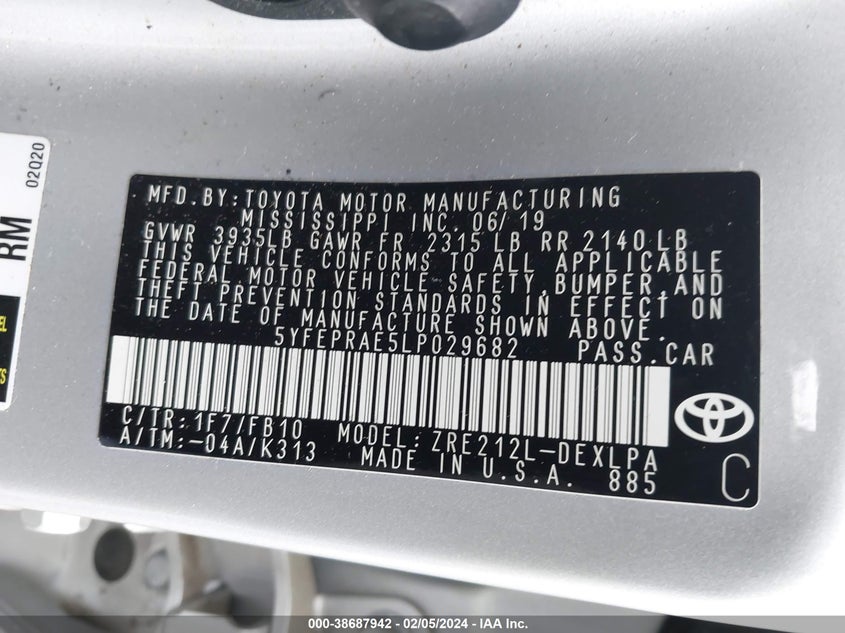 02Q20
RM
MFD.BY:TOYOTA MOTOR MANUFACTURING
MISSISSIPPI INC. 06/19
GVWR 3935LB GAWR FR 2315 LB RR 2140 LB
THIS VEHICLE CONFORMS TO ALL APPLICABLE
FEDERAL MOTOR VEHICLE SAFETY,BUMPER,AND
THEFT PREVENTION STANDARDS IN EFFECT ON
THE DATE OF MANUFACTURE SHOWN ABOVE.
5YFEPRAE5LP029682 PASS.CAR
C/TR:1F7/FB10
A/TM:-04A/K313
MODEL:ZRE212L-DEXLPA
MADE IN U.S.A. 885
C
000-38687942 - 02/05/2024 - IAA Inc.